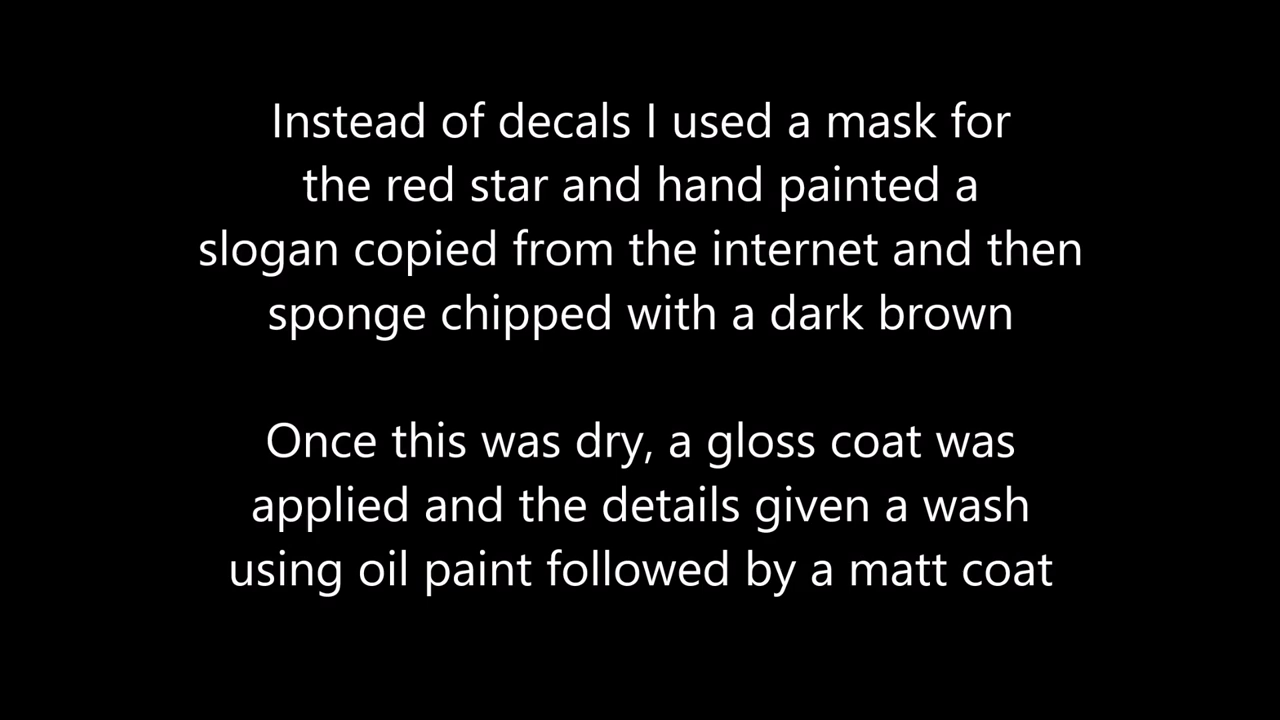 Instead of decals I used a mask for
the red star and hand painted a
slogan copied from the internet and then
sponge chipped with a dark brown
Once this was dry, a gloss coat was
applied and the details given a wash
using oil paint followed by a matt coat